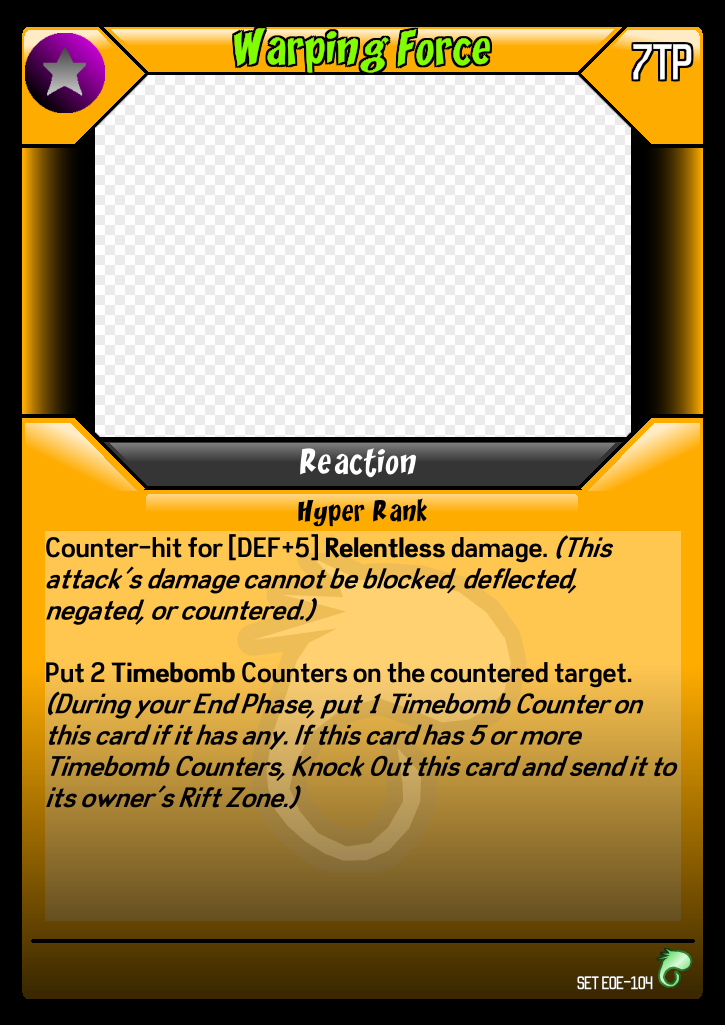 Warping Force
7TP
Reaction
Hyper Rank
Counter-hit for [DEF+5] Relentless damage. (This
attack's damage cannot be blocked, deflected,
negated, or countered.)
Put 2 Timebomb Counters on the countered target.
(During your End Phase, put 1 Timebomb Counter on
this card if it has any. If this card has 5 or more
Timebomb Counters, Knock Out this card and send it to
its owner's Rift Zone.)
SET EOE-104